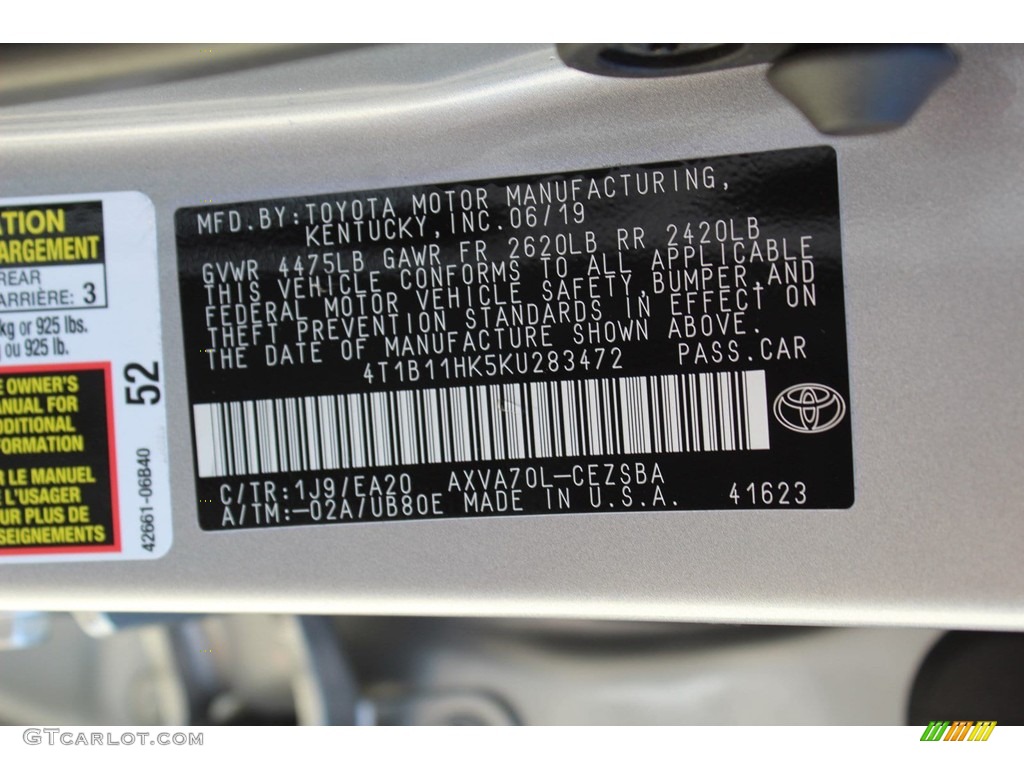 ATION
ARGEMENT
REAR
ARRIÈRE: 3
kg or 925 lbs.
ou 925 lb.
OWNER'S
ANUAL FOR
DDITIONAL
FORMATION
R LE MANUEL
L'USAGER
UR PLUS DE
SEIGNEMENTS
52
42661-06B40
MFD.BY:TOYOTA MOTOR MANUFACTURING,
KENTUCKY,INC.06/19
GVWR 4475LB GAWR FR 2620LB RR 2420LB
THIS VEHICLE CONFORMS TO ALL APPLICABLE
FEDERAL MOTOR VEHICLE SAFETY,BUMPER,AND
THEFT PREVENTION STANDARDS IN EFFECT ON
THE DATE OF MANUFACTURE SHOWN ABOVE.
4T1B11HK5KU283472 PASS.CAR
C/TR:1J9/EA20 AXVA70L-CEZSBA
A/TM:-02A/UB80E MADE IN U.S.A. 41623
GTCARLOT.COM